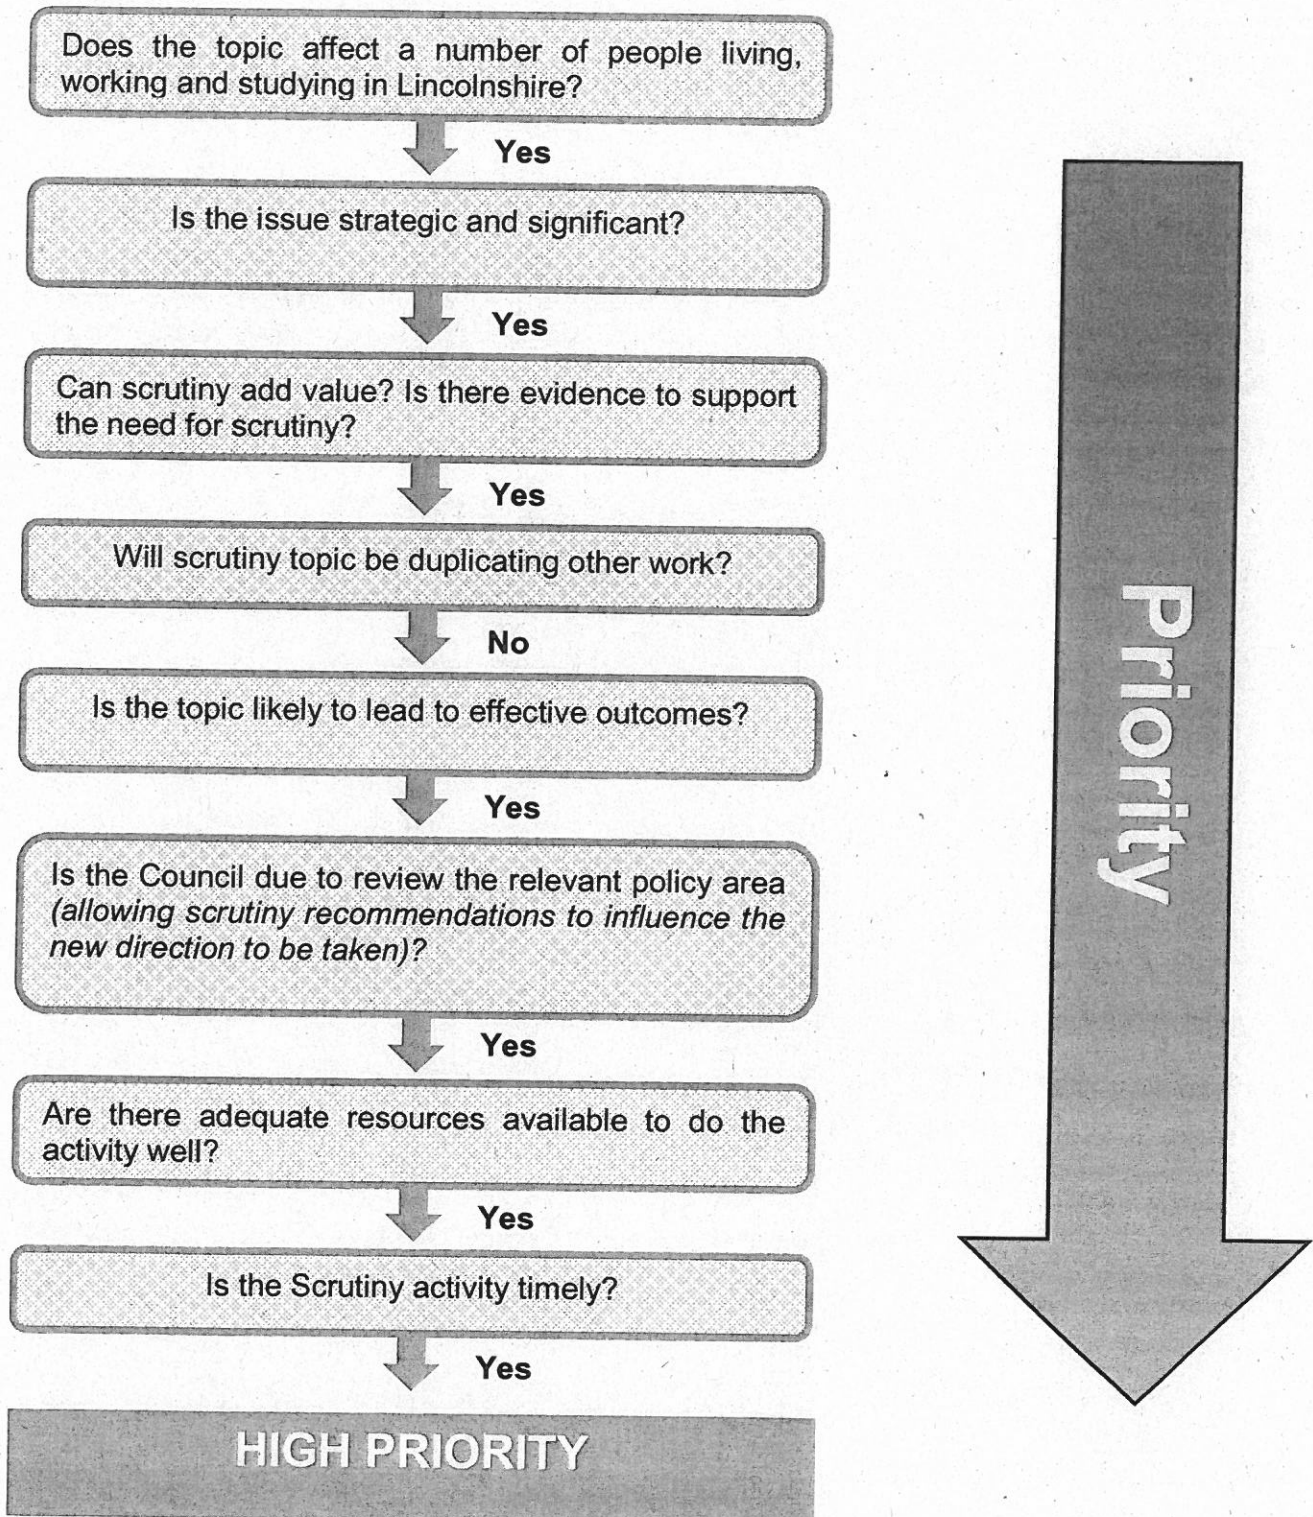 Does the topic affect a number of people living,
working and studying in Lincolnshire?
Yes
Is the issue strategic and significant?
Yes
Can scrutiny add value? Is there evidence to support
the need for scrutiny?
Yes
Will scrutiny topic be duplicating other work?
No
Is the topic likely to lead to effective outcomes?
Yes
Is the Council due to review the relevant policy area
(allowing scrutiny recommendations to influence the
new direction to be taken)?
Yes
Are there adequate resources available to do the
activity well?
Yes
Is the Scrutiny activity timely?
Yes
HIGH PRIORITY
Priority